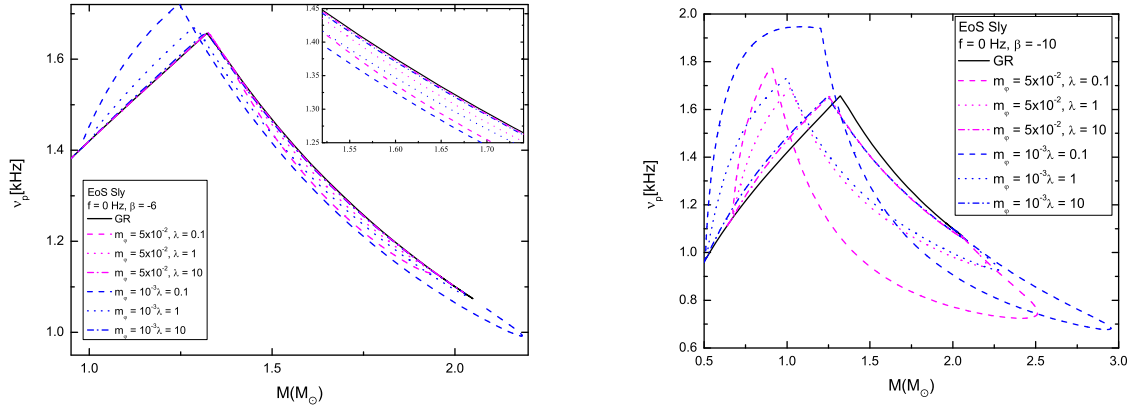 1.6
1.4
1.2
1.0
ν_p[kHz]
1.0
1.5
2.0
M(M_⊙)
1.45
1.40
1.35
1.30
1.25
1.55
1.60
1.65
1.70
EoS Sly
f = 0 Hz, β = -6
GR
m_φ = 5x10^-2, λ = 0.1
m_φ = 5x10^-2, λ = 1
m_φ = 5x10^-2, λ = 10
m_φ = 10^-3λ = 0.1
m_φ = 10^-3λ = 1
m_φ = 10^-3λ = 10
2.0
1.8
1.6
1.4
1.2
1.0
0.8
0.6
ν_p[kHz]
0.5
1.0
1.5
2.0
2.5
3.0
M(M_⊙)
EoS Sly
f = 0 Hz, β = -10
GR
m_φ = 5x10^-2, λ = 0.1
m_φ = 5x10^-2, λ = 1
m_φ = 5x10^-2, λ = 10
m_φ = 10^-3λ = 0.1
m_φ = 10^-3λ = 1
m_φ = 10^-3λ = 10